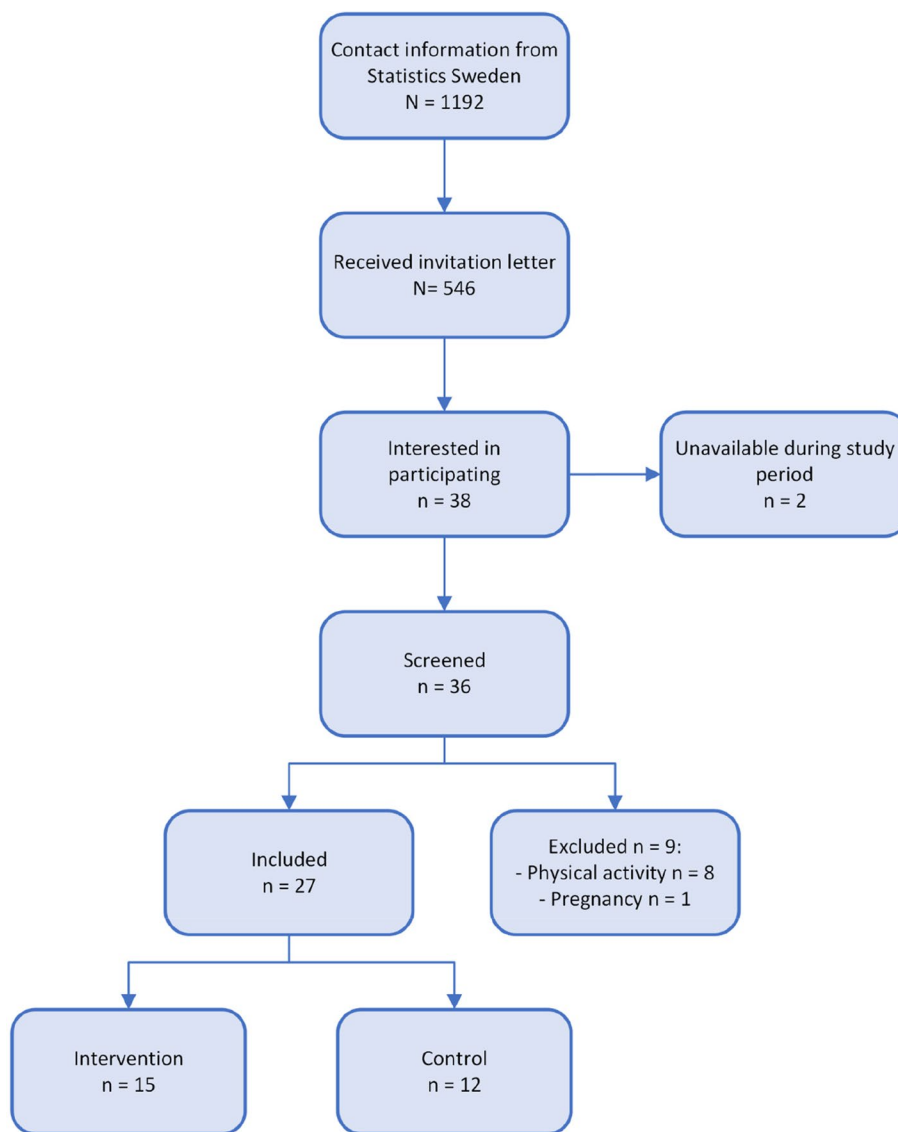 Contact information from
Statistics Sweden
N = 1192
Received invitation letter
N= 546
Interested in
participating
n = 38
Unavailable during study
period
n = 2
Screened
n = 36
Included
n = 27
Excluded n = 9:
- Physical activity n = 8
- Pregnancy n = 1
Intervention
n = 15
Control
n = 12